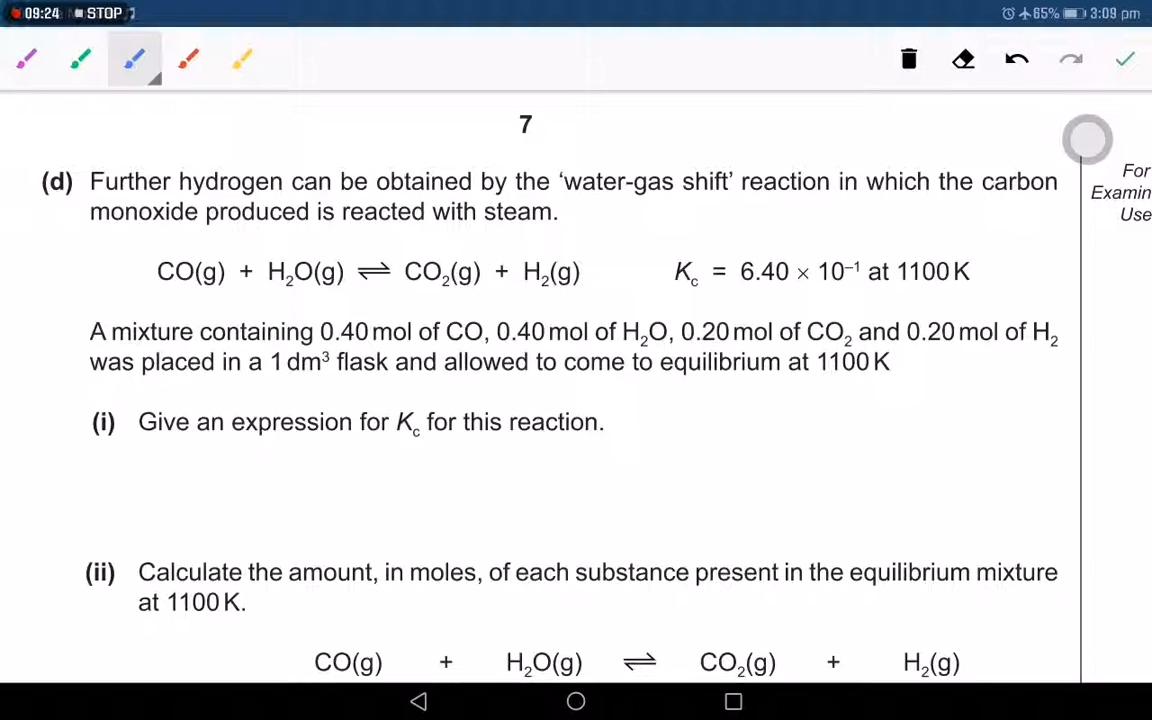 09:24 STOP 65% 3:09 pm
7
(d) Further hydrogen can be obtained by the ‘water-gas shift’ reaction in which the carbon
monoxide produced is reacted with steam.
For
Examin
Use
CO(g) + H₂O(g) ⇌ CO₂(g) + H₂(g) K_c = 6.40 × 10⁻¹ at 1100 K
A mixture containing 0.40 mol of CO, 0.40 mol of H₂O, 0.20 mol of CO₂ and 0.20 mol of H₂
was placed in a 1 dm³ flask and allowed to come to equilibrium at 1100 K
(i) Give an expression for K_c for this reaction.
(ii) Calculate the amount, in moles, of each substance present in the equilibrium mixture
at 1100 K.
CO(g) + H₂O(g) ⇌ CO₂(g) + H₂(g)